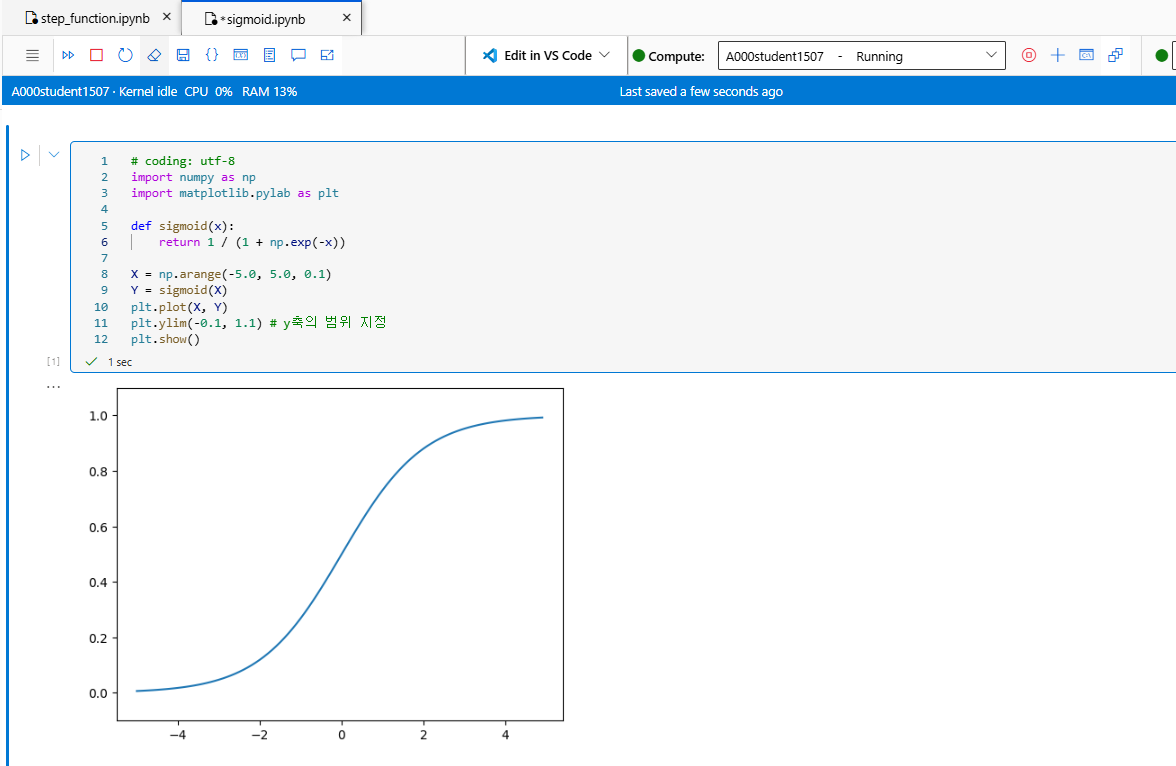 step_function.ipynb ×
*sigmoid.ipynb ×
Edit in VS Code
Compute:
A000student1507 - Running
A000student1507 · Kernel idle CPU 0% RAM 13%
Last saved a few seconds ago
1 # coding: utf-8
2 import numpy as np
3 import matplotlib.pylab as plt
4
5 def sigmoid(x):
6 return 1 / (1 + np.exp(-x))
7
8 X = np.arange(-5.0, 5.0, 0.1)
9 Y = sigmoid(X)
10 plt.plot(X, Y)
11 plt.ylim(-0.1, 1.1) # y축의 범위 지정
12 plt.show()
[1]
1 sec
...
1.0
0.8
0.6
0.4
0.2
0.0
−4 −2 0 2 4